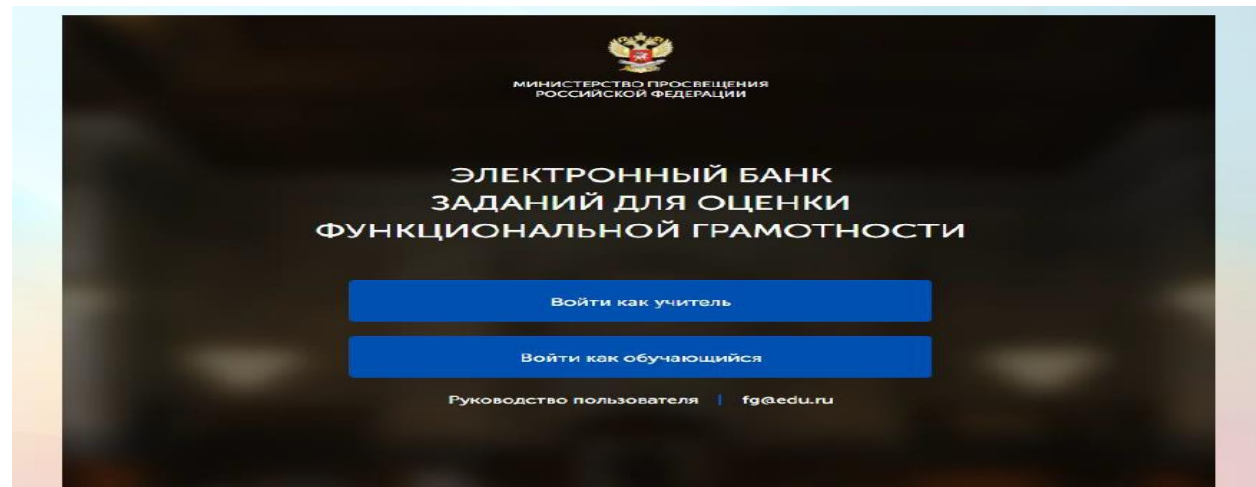 МИНИСТЕРСТВО ПРОСВЕЩЕНИЯ
РОССИЙСКОЙ ФЕДЕРАЦИИ
ЭЛЕКТРОННЫЙ БАНК
ЗАДАНИЙ ДЛЯ ОЦЕНКИ
ФУНКЦИОНАЛЬНОЙ ГРАМОТНОСТИ
Войти как учитель
Войти как обучающийся
Руководство пользователя | fg@edu.ru